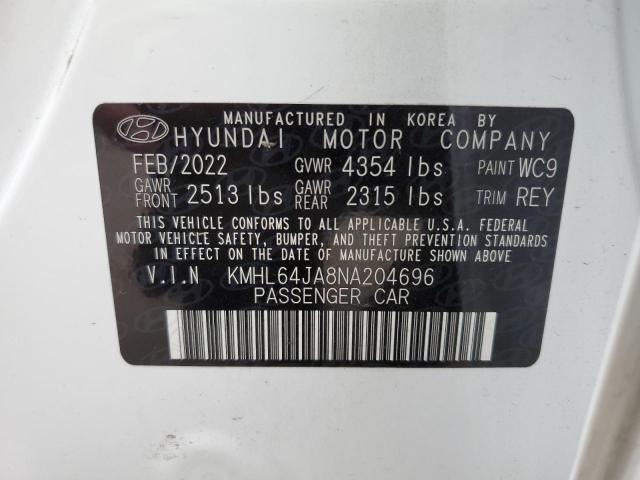 MANUFACTURED IN KOREA BY
HYUNDAI MOTOR COMPANY
FEB/2022 GVWR 4354 lbs PAINT WC9
GAWR FRONT 2513 lbs GAWR REAR 2315 lbs TRIM REY
THIS VEHICLE CONFORMS TO ALL APPLICABLE U.S.A. FEDERAL
MOTOR VEHICLE SAFETY, BUMPER, AND THEFT PREVENTION STANDARDS
IN EFFECT ON THE DATE OF MANUFACTURE SHOWN ABOVE
V.I.N KMHL64JA8NA204696
PASSENGER CAR